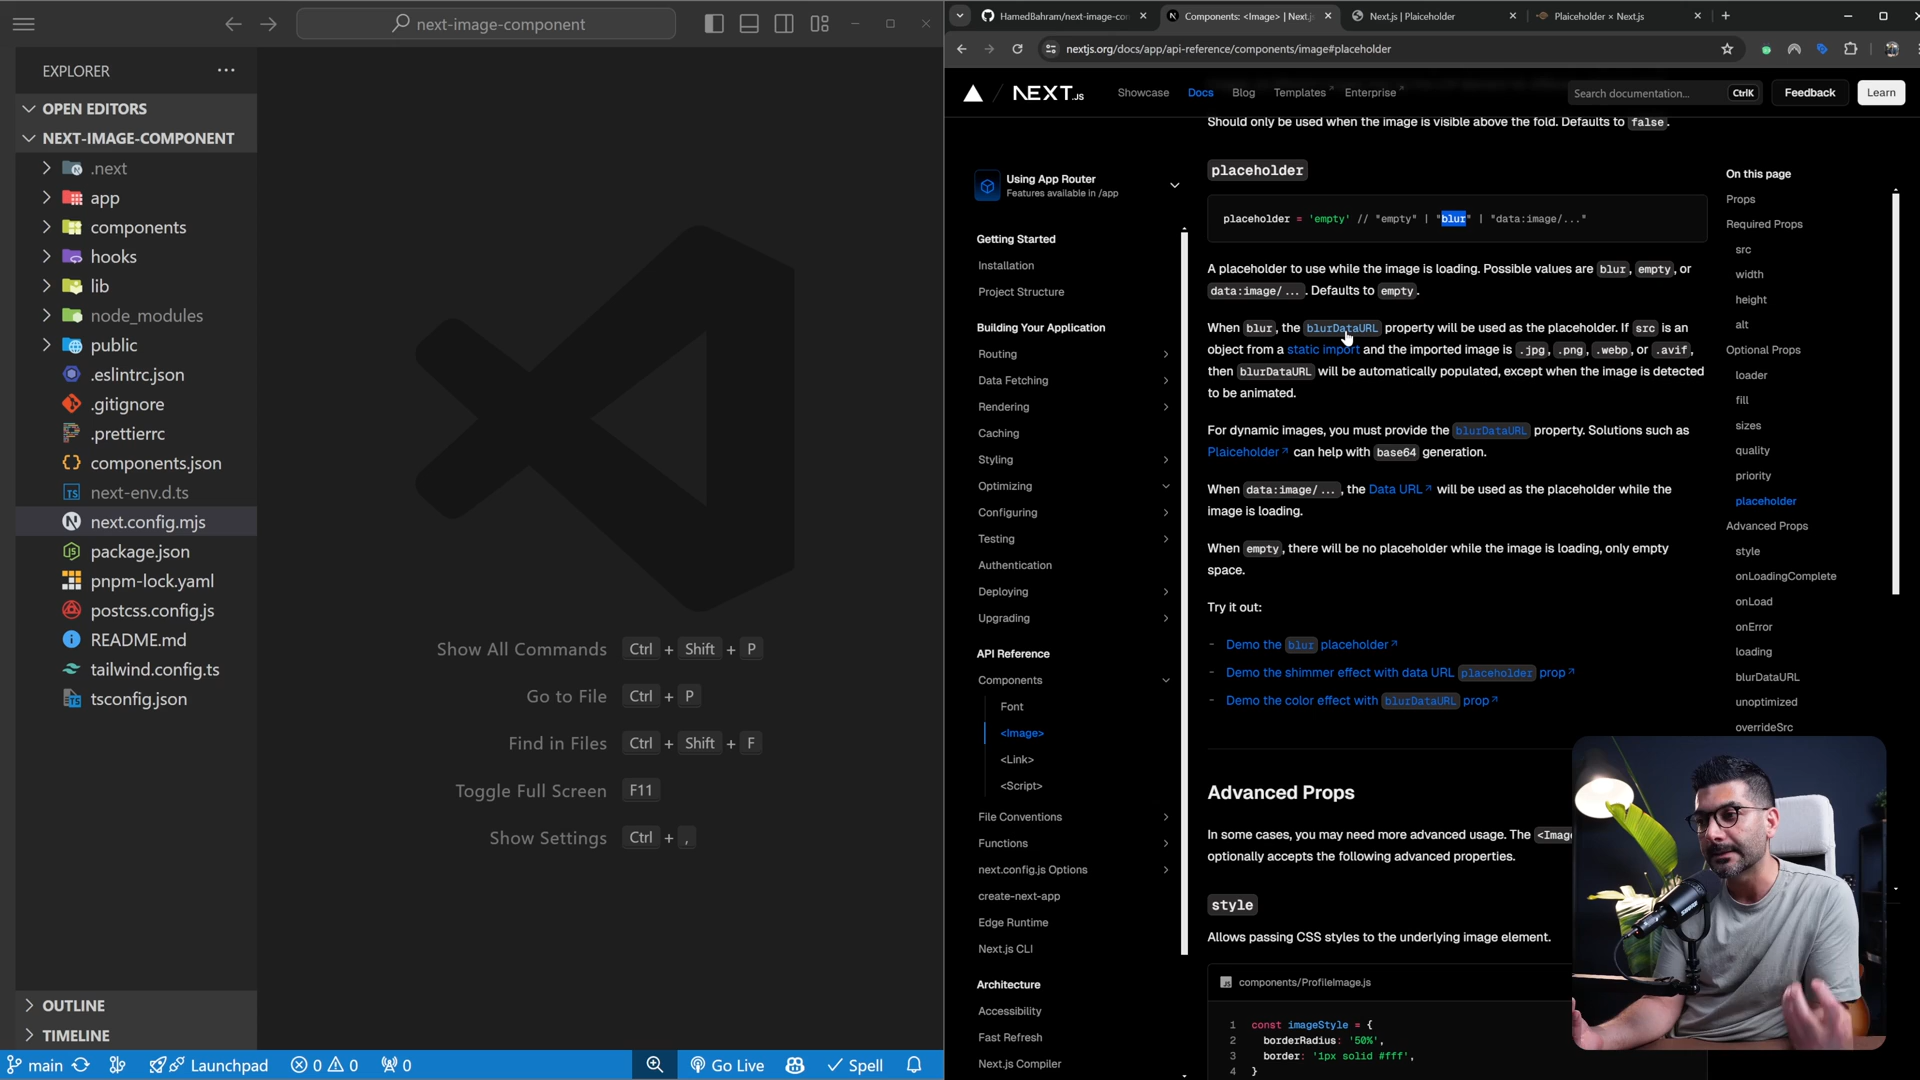 next-image-component
EXPLORER
OPEN EDITORS
NEXT-IMAGE-COMPONENT
.next
app
components
hooks
lib
node_modules
public
.eslintrc.json
.gitignore
.prettierrc
components.json
next-env.d.ts
next.config.mjs
package.json
pnpm-lock.yaml
postcss.config.js
README.md
tailwind.config.ts
tsconfig.json
OUTLINE
TIMELINE
Show All Commands Ctrl + Shift + P
Go to File Ctrl + P
Find in Files Ctrl + Shift + F
Toggle Full Screen F11
Show Settings Ctrl + ,
main Launchpad 0 0 0 Go Live Spell
HamedBahram/next-image-con
Components: <Image> | Next.js
Next.js | Plaiceholder
Plaiceholder × Next.js
nextjs.org/docs/app/api-reference/components/image#placeholder
NEXT.JS
Showcase Docs Blog Templates Enterprise
Search documentation... CtrlK
Feedback
Learn
Using App Router
Features available in /app
Getting Started
Installation
Project Structure
Building Your Application
Routing
Data Fetching
Rendering
Caching
Styling
Optimizing
Configuring
Testing
Authentication
Deploying
Upgrading
API Reference
Components
Font
<Image>
<Link>
<Script>
File Conventions
Functions
next.config.js Options
create-next-app
Edge Runtime
Next.js CLI
Architecture
Accessibility
Fast Refresh
Next.js Compiler
Should only be used when the image is visible above the fold. Defaults to false.
placeholder
placeholder = 'empty' // "empty" | "blur" | "data:image/..."
A placeholder to use while the image is loading. Possible values are blur, empty, or
data:image/.... Defaults to empty.
When blur, the blurDataURL property will be used as the placeholder. If src is an
object from a static import and the imported image is .jpg, .png, .webp, or .avif,
then blurDataURL will be automatically populated, except when the image is detected
to be animated.
For dynamic images, you must provide the blurDataURL property. Solutions such as
Plaiceholder can help with base64 generation.
When data:image/..., the Data URL will be used as the placeholder while the
image is loading.
When empty, there will be no placeholder while the image is loading, only empty
space.
Try it out:
- Demo the blur placeholder
- Demo the shimmer effect with data URL placeholder prop
- Demo the color effect with blurDataURL prop
Advanced Props
In some cases, you may need more advanced usage. The <Image
optionally accepts the following advanced properties.
style
Allows passing CSS styles to the underlying image element.
components/ProfileImage.js
1 const imageStyle = {
2 borderRadius: '50%',
3 border: '1px solid #fff',
4 }
On this page
Props
Required Props
src
width
height
alt
Optional Props
loader
fill
sizes
quality
priority
placeholder
Advanced Props
style
onLoadingComplete
onLoad
onError
loading
blurDataURL
unoptimized
overrideSrc